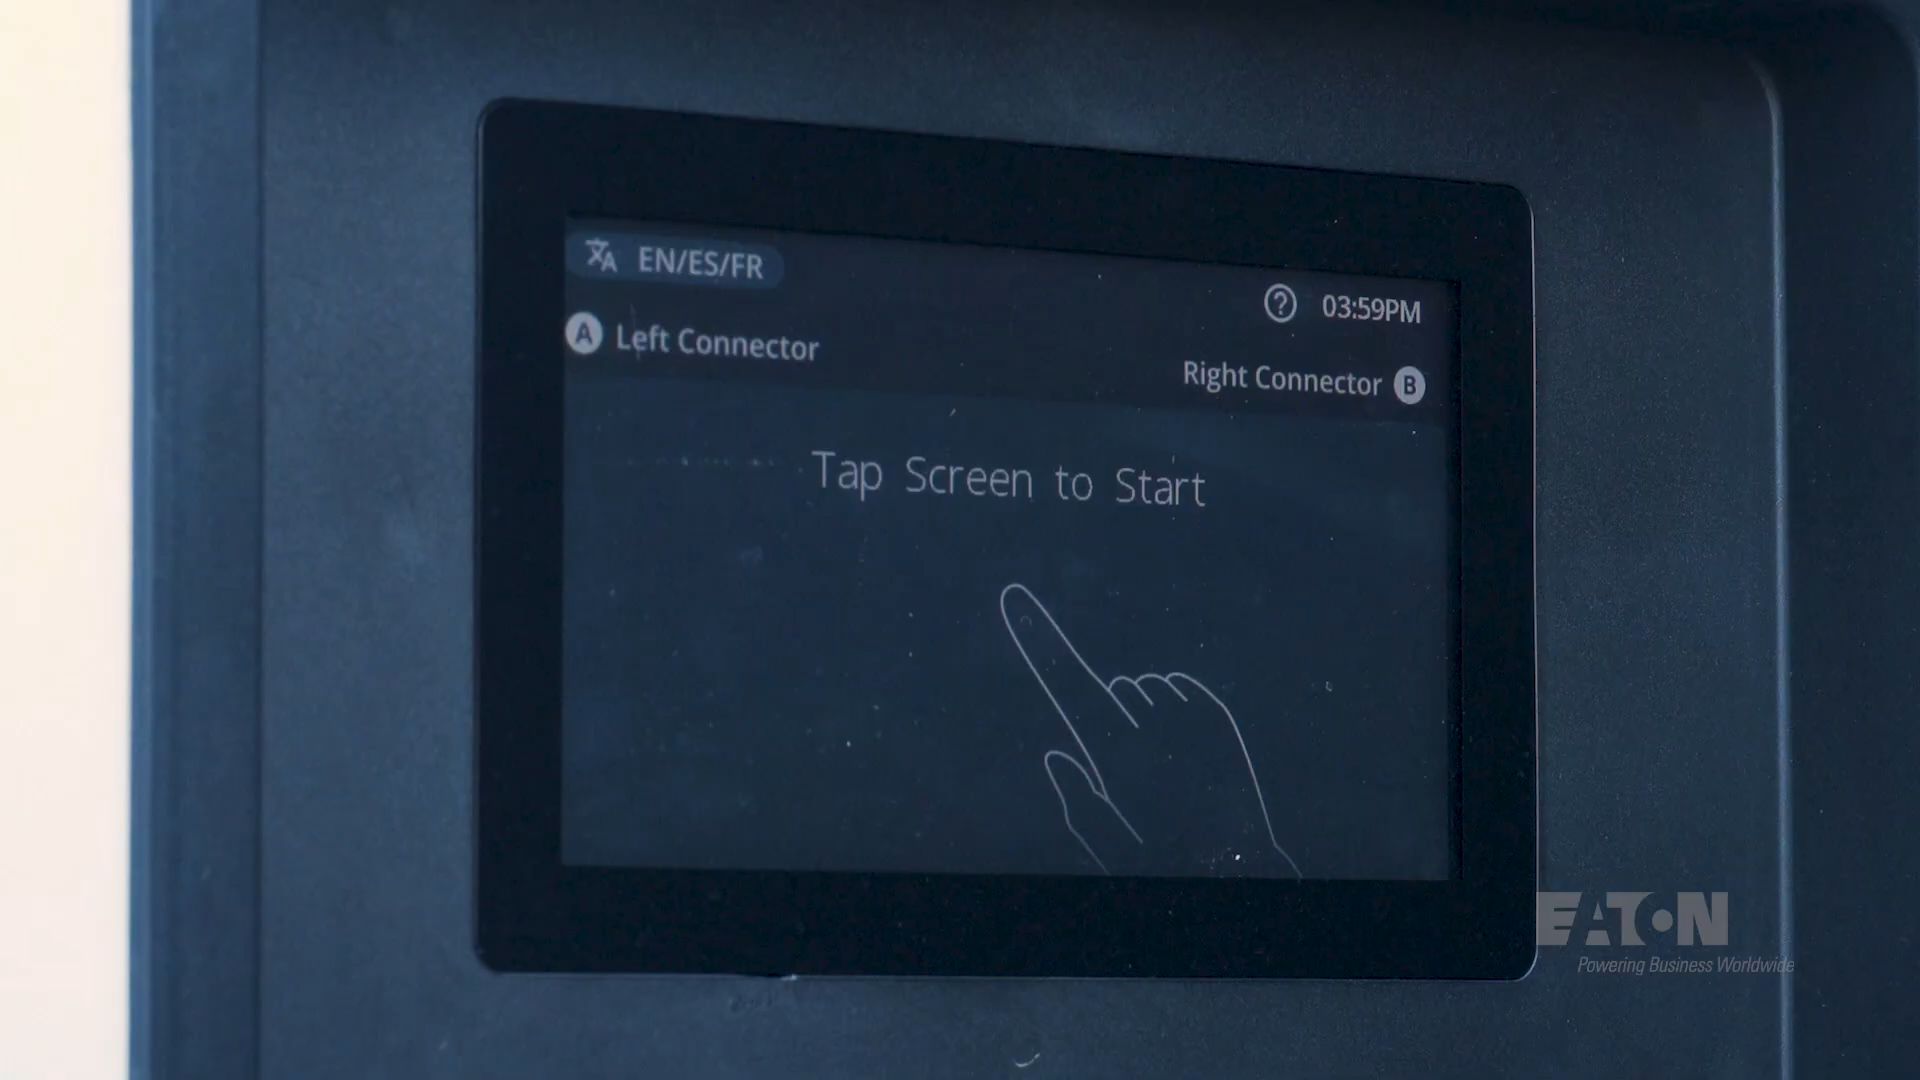 EN/ES/FR
03:59PM
A Left Connector
Right Connector B
Tap Screen to Start
EATON
Powering Business Worldwide